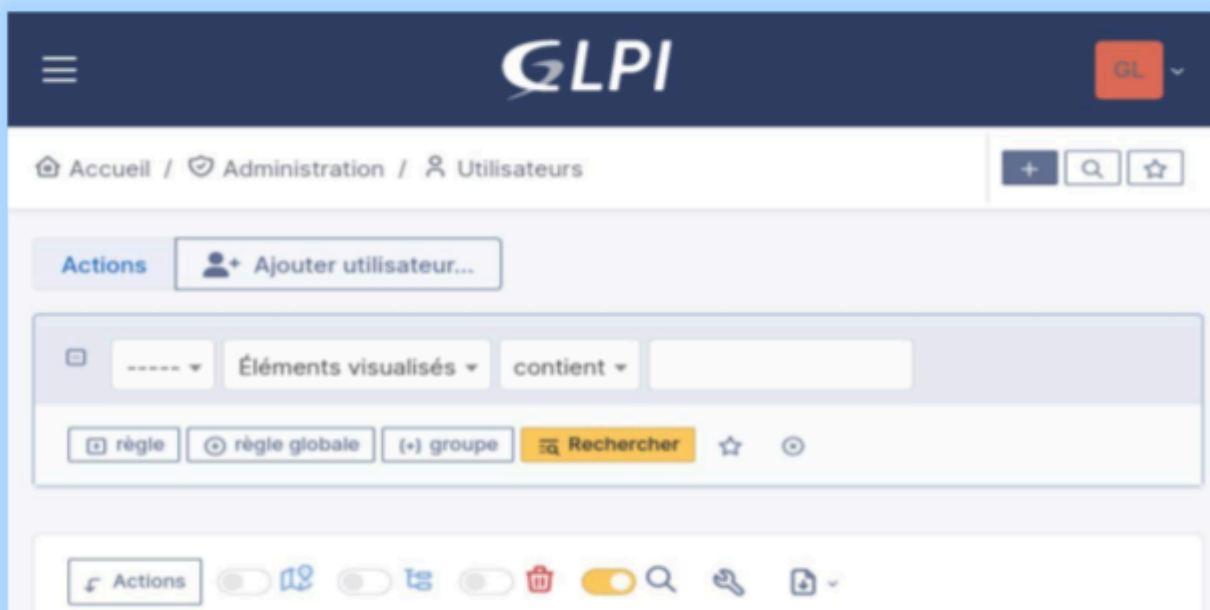 GLPI
GL
Accueil / Administration / Utilisateurs
Actions
Ajouter utilisateur...
----- Éléments visualisés contient
règle règle globale (+) groupe Rechercher
Actions